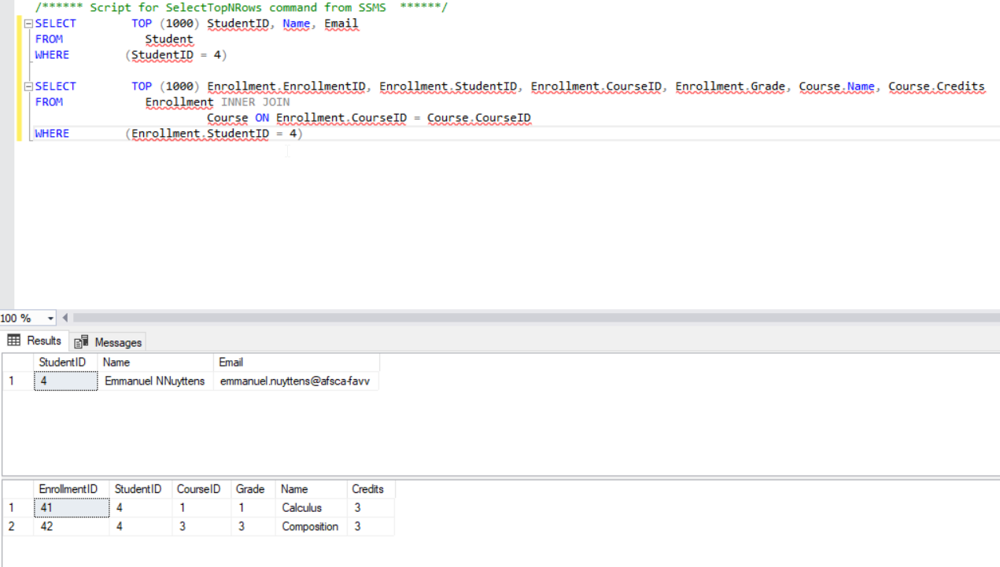 /****** Script for SelectTopNRows command from SSMS ******/
SELECT TOP (1000) StudentID, Name, Email
FROM Student
WHERE (StudentID = 4)
SELECT TOP (1000) Enrollment.EnrollmentID, Enrollment.StudentID, Enrollment.CourseID, Enrollment.Grade, Course.Name, Course.Credits
FROM Enrollment INNER JOIN
Course ON Enrollment.CourseID = Course.CourseID
WHERE (Enrollment.StudentID = 4)
100 %
Results Messages
StudentID Name Email
1 4 Emmanuel NNuyttens emmanuel.nuyttens@afsca-favv
EnrollmentID StudentID CourseID Grade Name Credits
1 41 4 1 1 Calculus 3
2 42 4 3 3 Composition 3